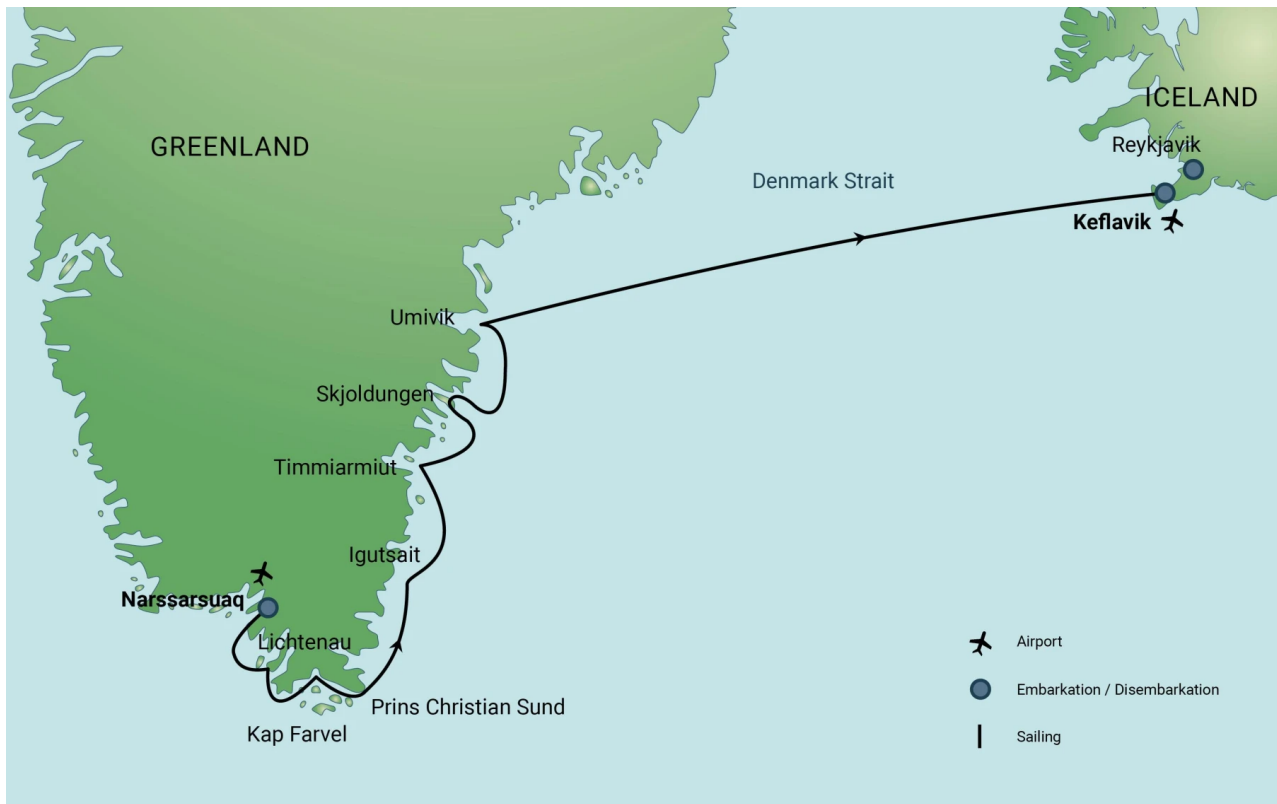 ICELAND
GREENLAND
Reykjavik
Denmark Strait
Keflavik
Umivik
Skjoldungen
Timmiarmiut
Igutsait
Narssarsuaq
Lichtenau
Prins Christian Sund
Kap Farvel
Airport
Embarkation / Disembarkation
Sailing